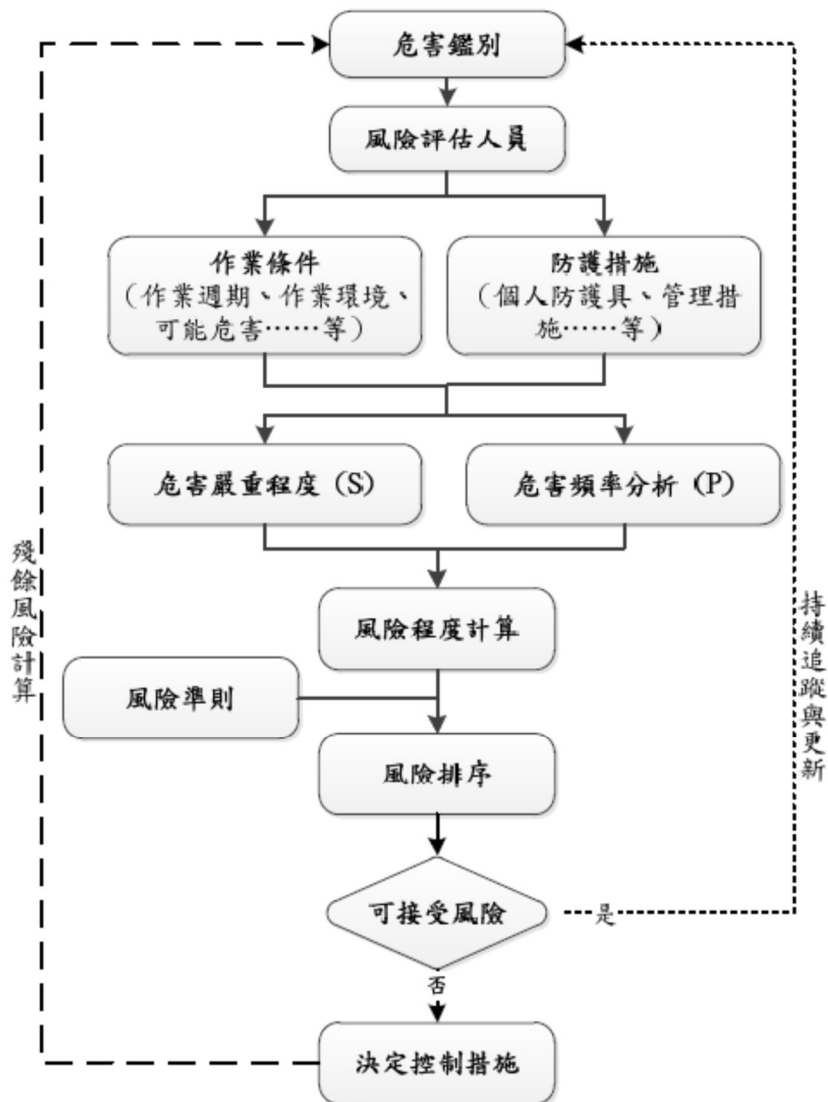 危害鑑別
風險評估人員
作業條件
（作業週期、作業環境、
可能危害……等）
防護措施
（個人防護具、管理措
施……等）
危害嚴重程度（S）
危害頻率分析（P）
殘餘風險計算
風險程度計算
持續追蹤與更新
風險準則
風險排序
可接受風險
是
否
決定控制措施